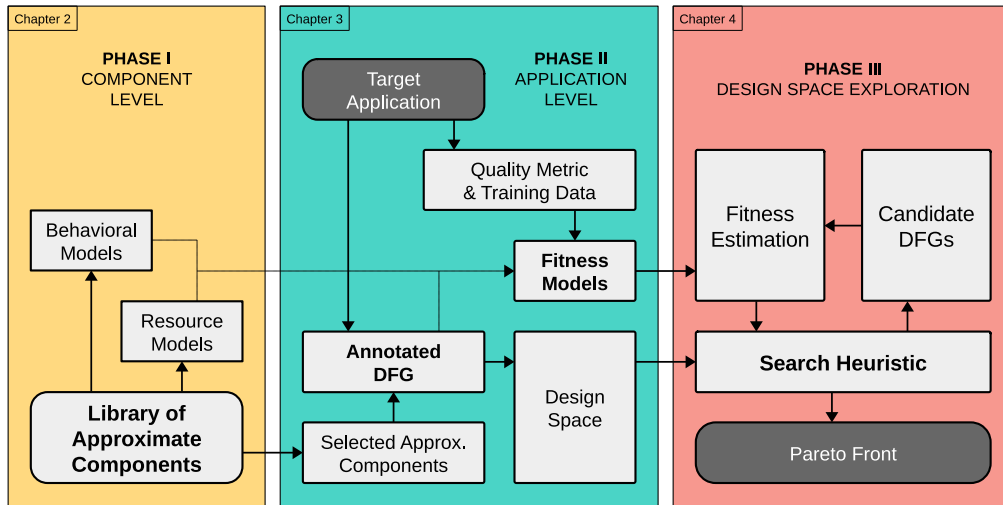 Chapter 2
PHASE I
COMPONENT
LEVEL
Behavioral
Models
Resource
Models
Library of
Approximate
Components
Chapter 3
PHASE II
APPLICATION
LEVEL
Target
Application
Quality Metric
& Training Data
Fitness
Models
Annotated
DFG
Selected Approx.
Components
Design
Space
Chapter 4
PHASE III
DESIGN SPACE EXPLORATION
Fitness
Estimation
Candidate
DFGs
Search Heuristic
Pareto Front